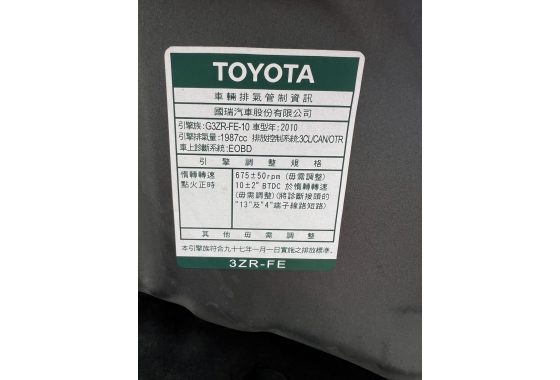 TOYOTA
車輛排氣管制資訊
國瑞汽車股份有限公司
引擎族:G3ZR-FE-10 車型年:2010
引擎排氣量:1987cc 排放控制系統:3CL/CAN/OTR
車上診斷系統:EOBD
引擎調整規格
惰轉轉速 675±50rpm (毋需調整)
點火正時 10±2° BTDC 於惰轉轉速
(毋需調整)(將診斷接頭的
"13"及"4"端子線路短路)
其他毋需調整
本引擎族符合九十七年一月一日實施之排放標準.
3ZR-FE